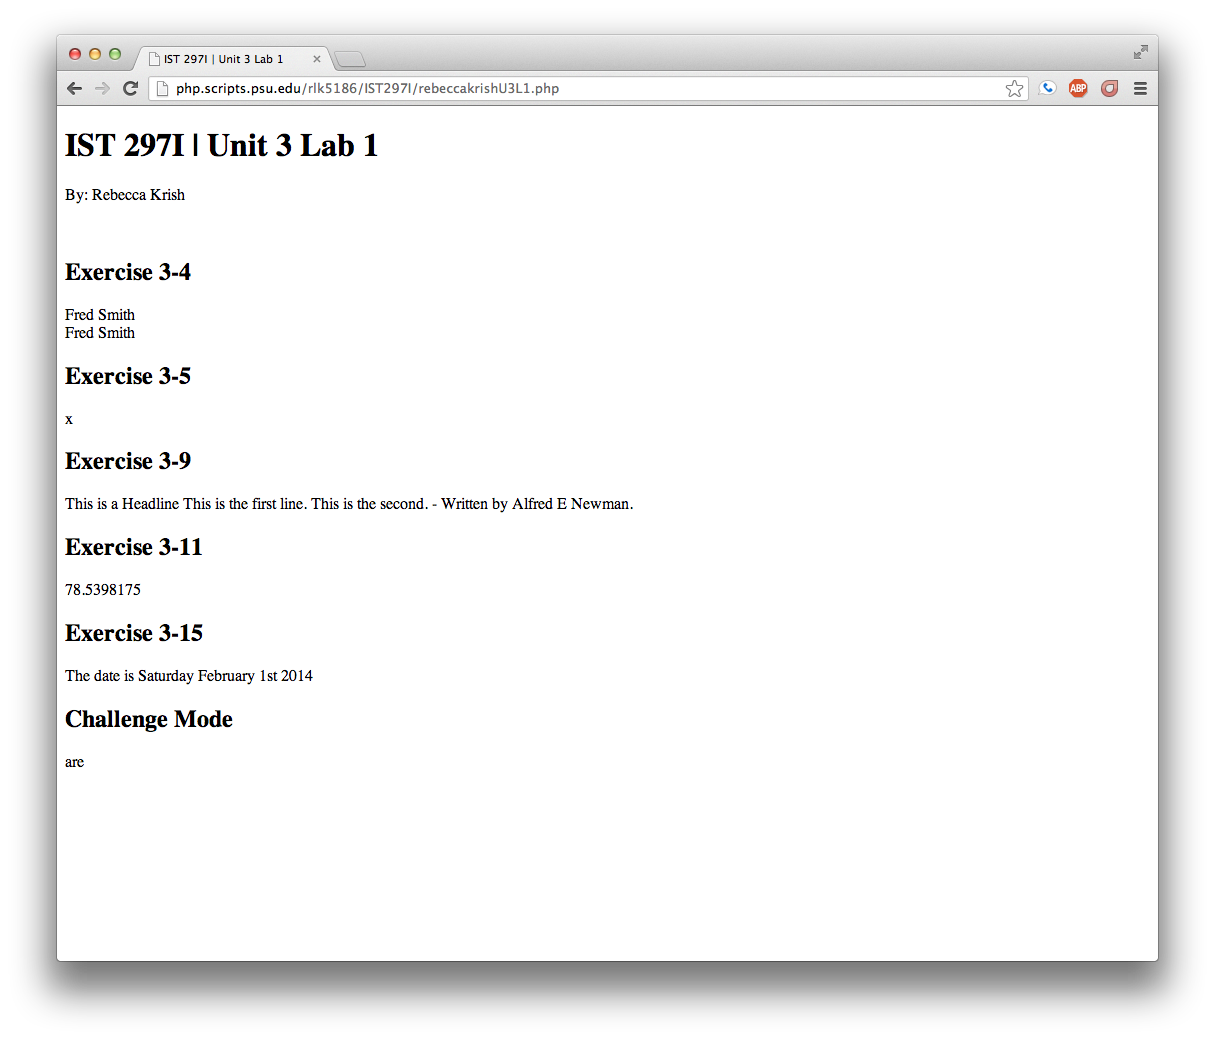 IST 297I | Unit 3 Lab 1
php.scripts.psu.edu/rlk5186/IST297I/rebeccakrishU3L1.php
ABP
IST 297I | Unit 3 Lab 1
By: Rebecca Krish
Exercise 3-4
Fred Smith
Fred Smith
Exercise 3-5
x
Exercise 3-9
This is a Headline This is the first line. This is the second. - Written by Alfred E Newman.
Exercise 3-11
78.5398175
Exercise 3-15
The date is Saturday February 1st 2014
Challenge Mode
are